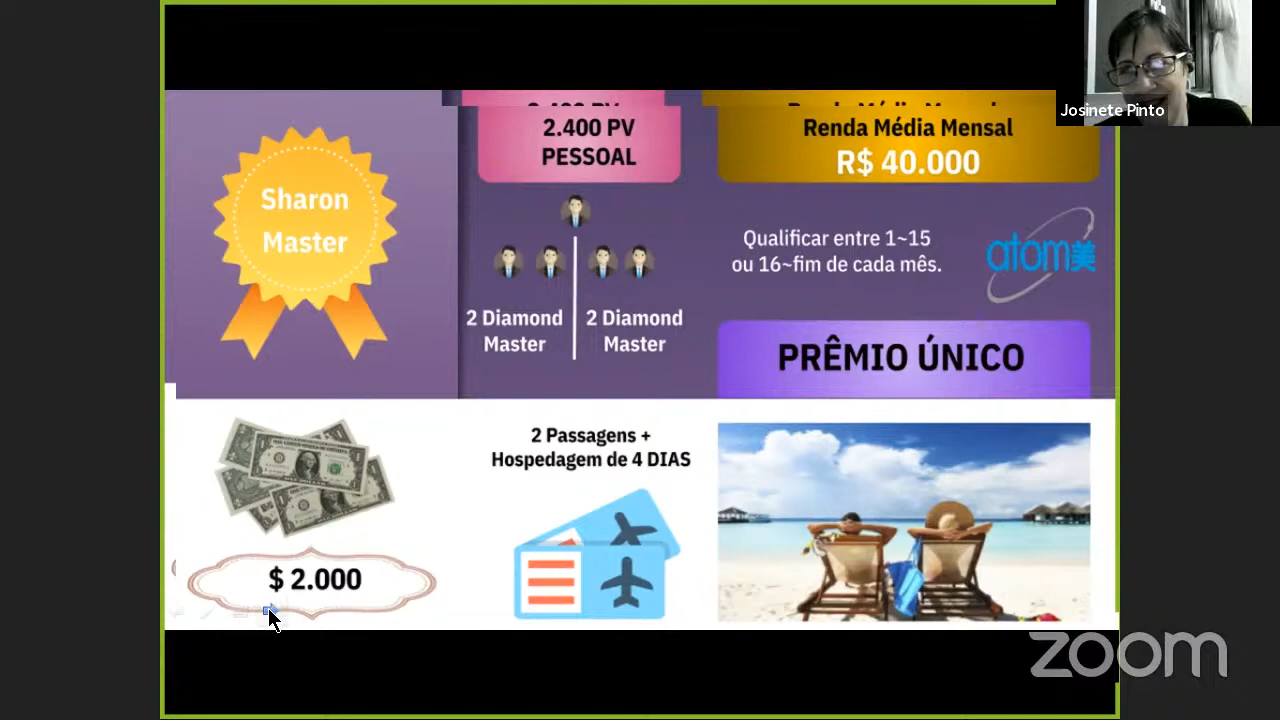 Josinete Pinto
2.400 PV
PESSOAL
Renda Média Mensal
R$ 40.000
Sharon
Master
Qualificar entre 1~15
ou 16~fim de cada mês.
atom美
2 Diamond
Master
2 Diamond
Master
PRÊMIO ÚNICO
2 Passagens +
Hospedagem de 4 DIAS
$ 2.000
zoom